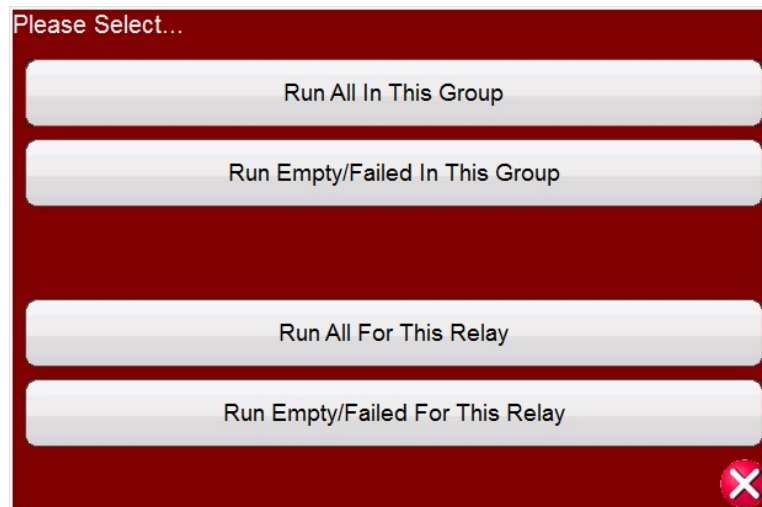 Please Select...
Run All In This Group
Run Empty/Failed In This Group
Run All For This Relay
Run Empty/Failed For This Relay